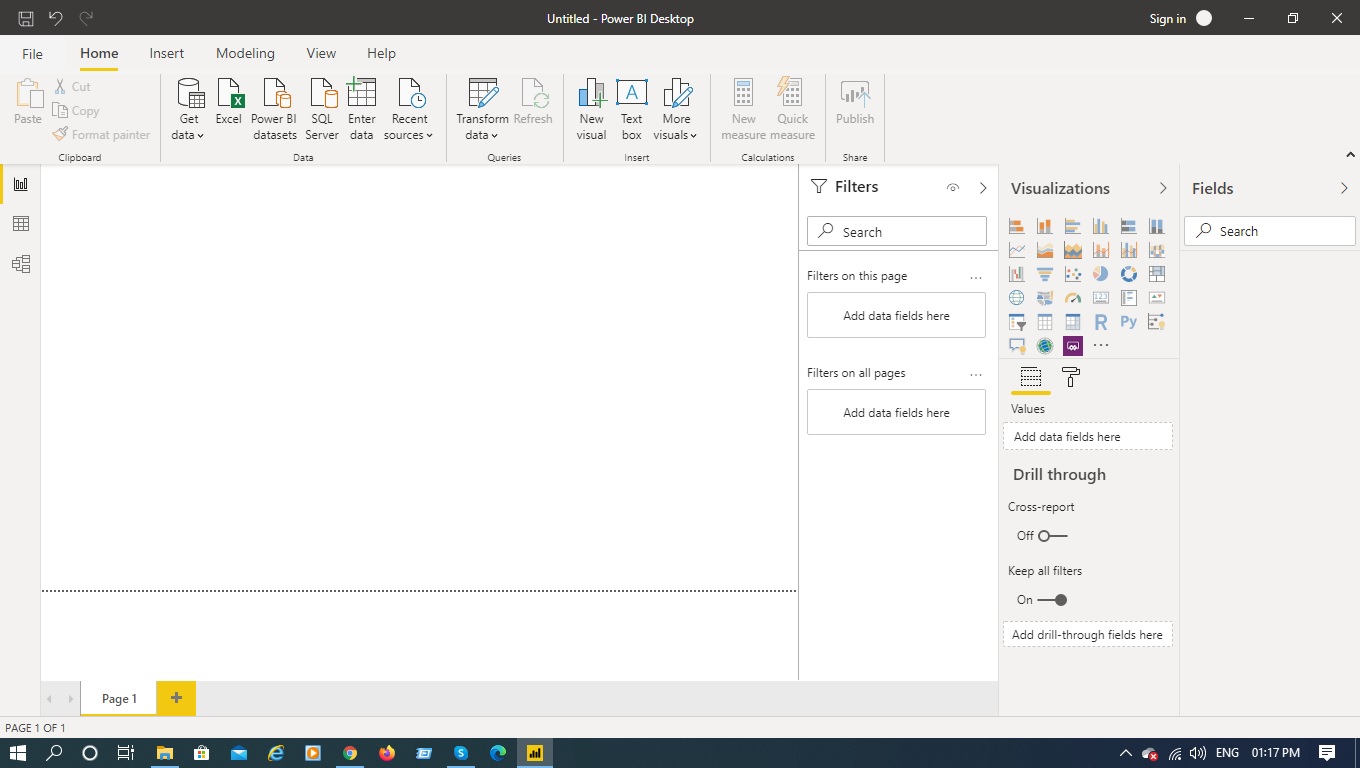 Untitled - Power BI Desktop
Sign in
File Home Insert Modeling View Help
Paste
Cut
Copy
Format painter
Clipboard
Get data
Excel
Power BI datasets
SQL Server
Enter data
Recent sources
Data
Transform data
Refresh
Queries
New visual
Text box
More visuals
Insert
New measure
Quick measure
Calculations
Publish
Share
Filters
Search
Filters on this page ...
Add data fields here
Filters on all pages ...
Add data fields here
Visualizations
123
R
Py
...
Values
Add data fields here
Drill through
Cross-report
Off
Keep all filters
On
Add drill-through fields here
Fields
Search
Page 1
+
PAGE 1 OF 1
ENG 01:17 PM